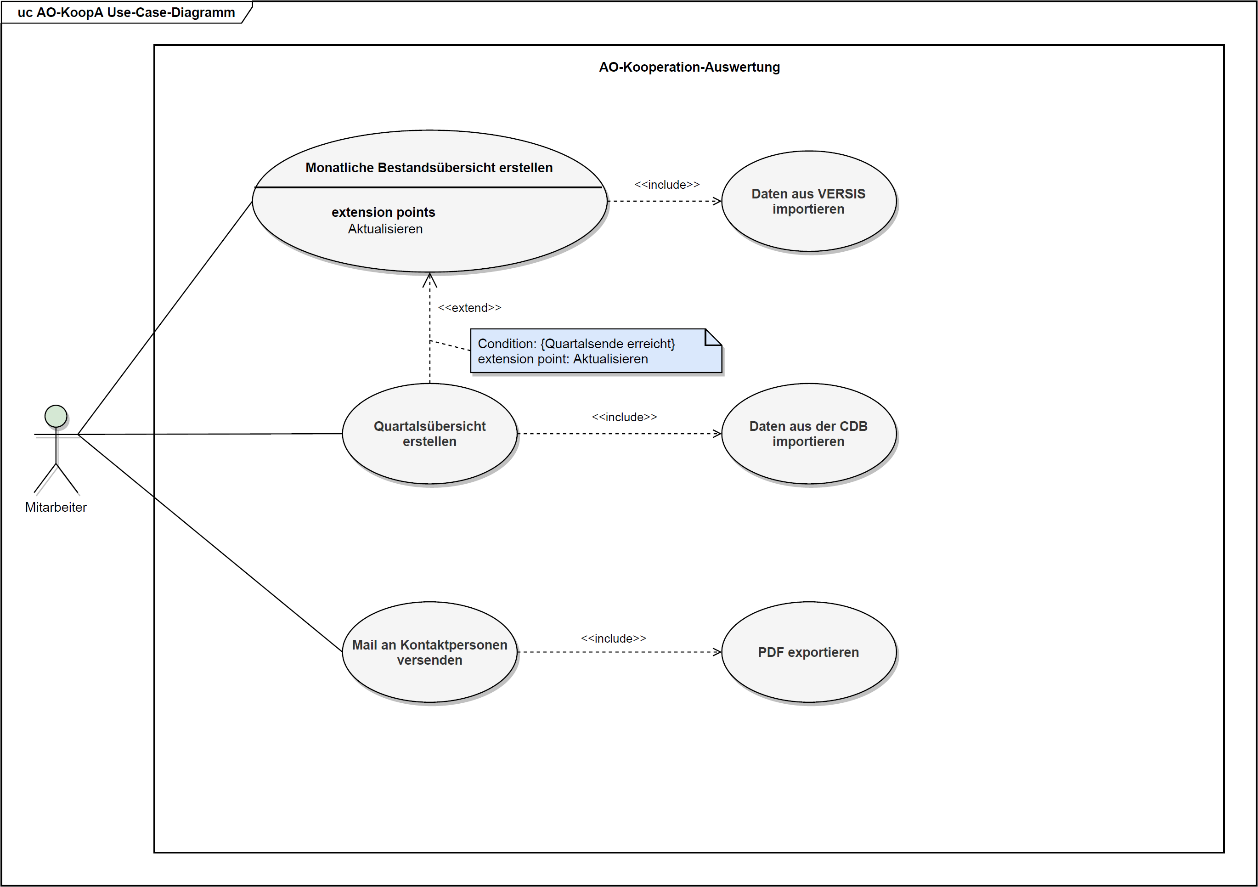 uc AO-KoopA Use-Case-Diagramm
AO-Kooperation-Auswertung
Monatliche Bestandsübersicht erstellen
extension points
Aktualisieren
<<include>>
Daten aus VERSIS
importieren
<<extend>>
Condition: {Quartalsende erreicht}
extension point: Aktualisieren
Quartalsübersicht
erstellen
<<include>>
Daten aus der CDB
importieren
Mitarbeiter
Mail an Kontaktpersonen
versenden
<<include>>
PDF exportieren